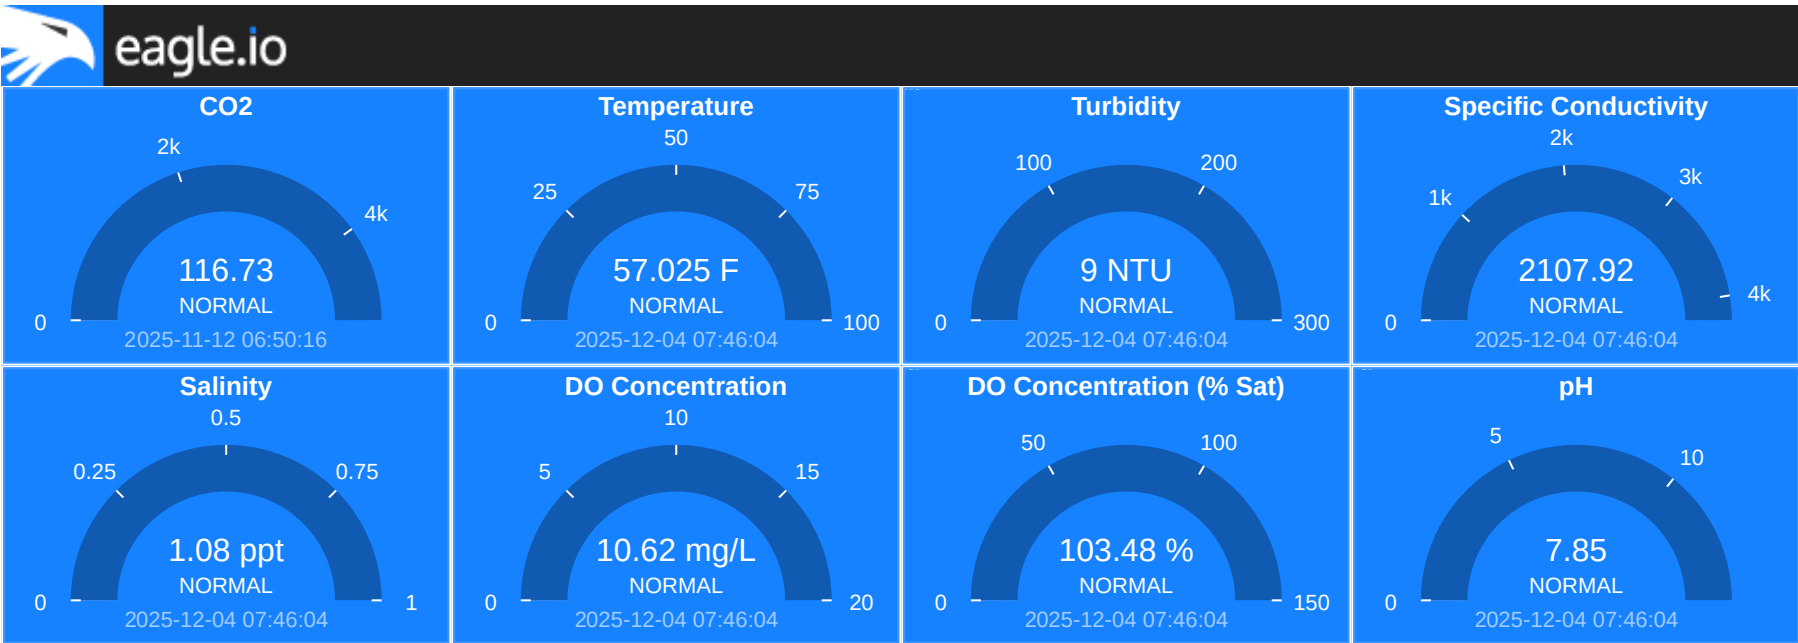 eagle.io
CO2
2k
4k
0
116.73
NORMAL
2025-11-12 06:50:16
Temperature
50
25
75
0
100
57.025 F
NORMAL
2025-12-04 07:46:04
Turbidity
100
200
0
300
9 NTU
NORMAL
2025-12-04 07:46:04
Specific Conductivity
2k
1k
3k
4k
0
2107.92
NORMAL
2025-12-04 07:46:04
Salinity
0.5
0.25
0.75
0
1
1.08 ppt
NORMAL
2025-12-04 07:46:04
DO Concentration
10
5
15
0
20
10.62 mg/L
NORMAL
2025-12-04 07:46:04
DO Concentration (% Sat)
50
100
0
150
103.48 %
NORMAL
2025-12-04 07:46:04
pH
5
10
0
7.85
NORMAL
2025-12-04 07:46:04